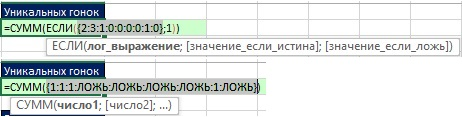 Уникальных гонок
=СУММ(ЕСЛИ({2:3:1:0:0:0:0:1:0};1))
ЕСЛИ(лог_выражение; [значение_если_истина]; [значение_если_ложь])
Уникальных гонок
=СУММ({1:1:1:ЛОЖЬ:ЛОЖЬ:ЛОЖЬ:ЛОЖЬ:1:ЛОЖЬ})
СУММ(число1; [число2]; ...)